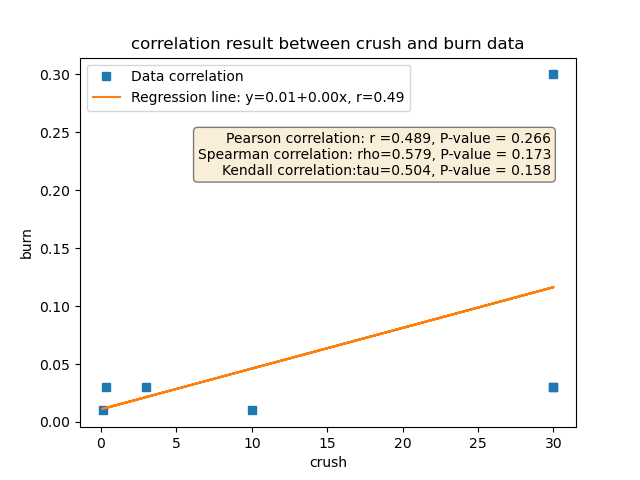 correlation result between crush and burn data
Data correlation
Regression line: y=0.01+0.00x, r=0.49
Pearson correlation: r =0.489, P-value = 0.266
Spearman correlation: rho=0.579, P-value = 0.173
Kendall correlation:tau=0.504, P-value = 0.158
burn
0.30
0.25
0.20
0.15
0.10
0.05
0.00
0 5 10 15 20 25 30
crush